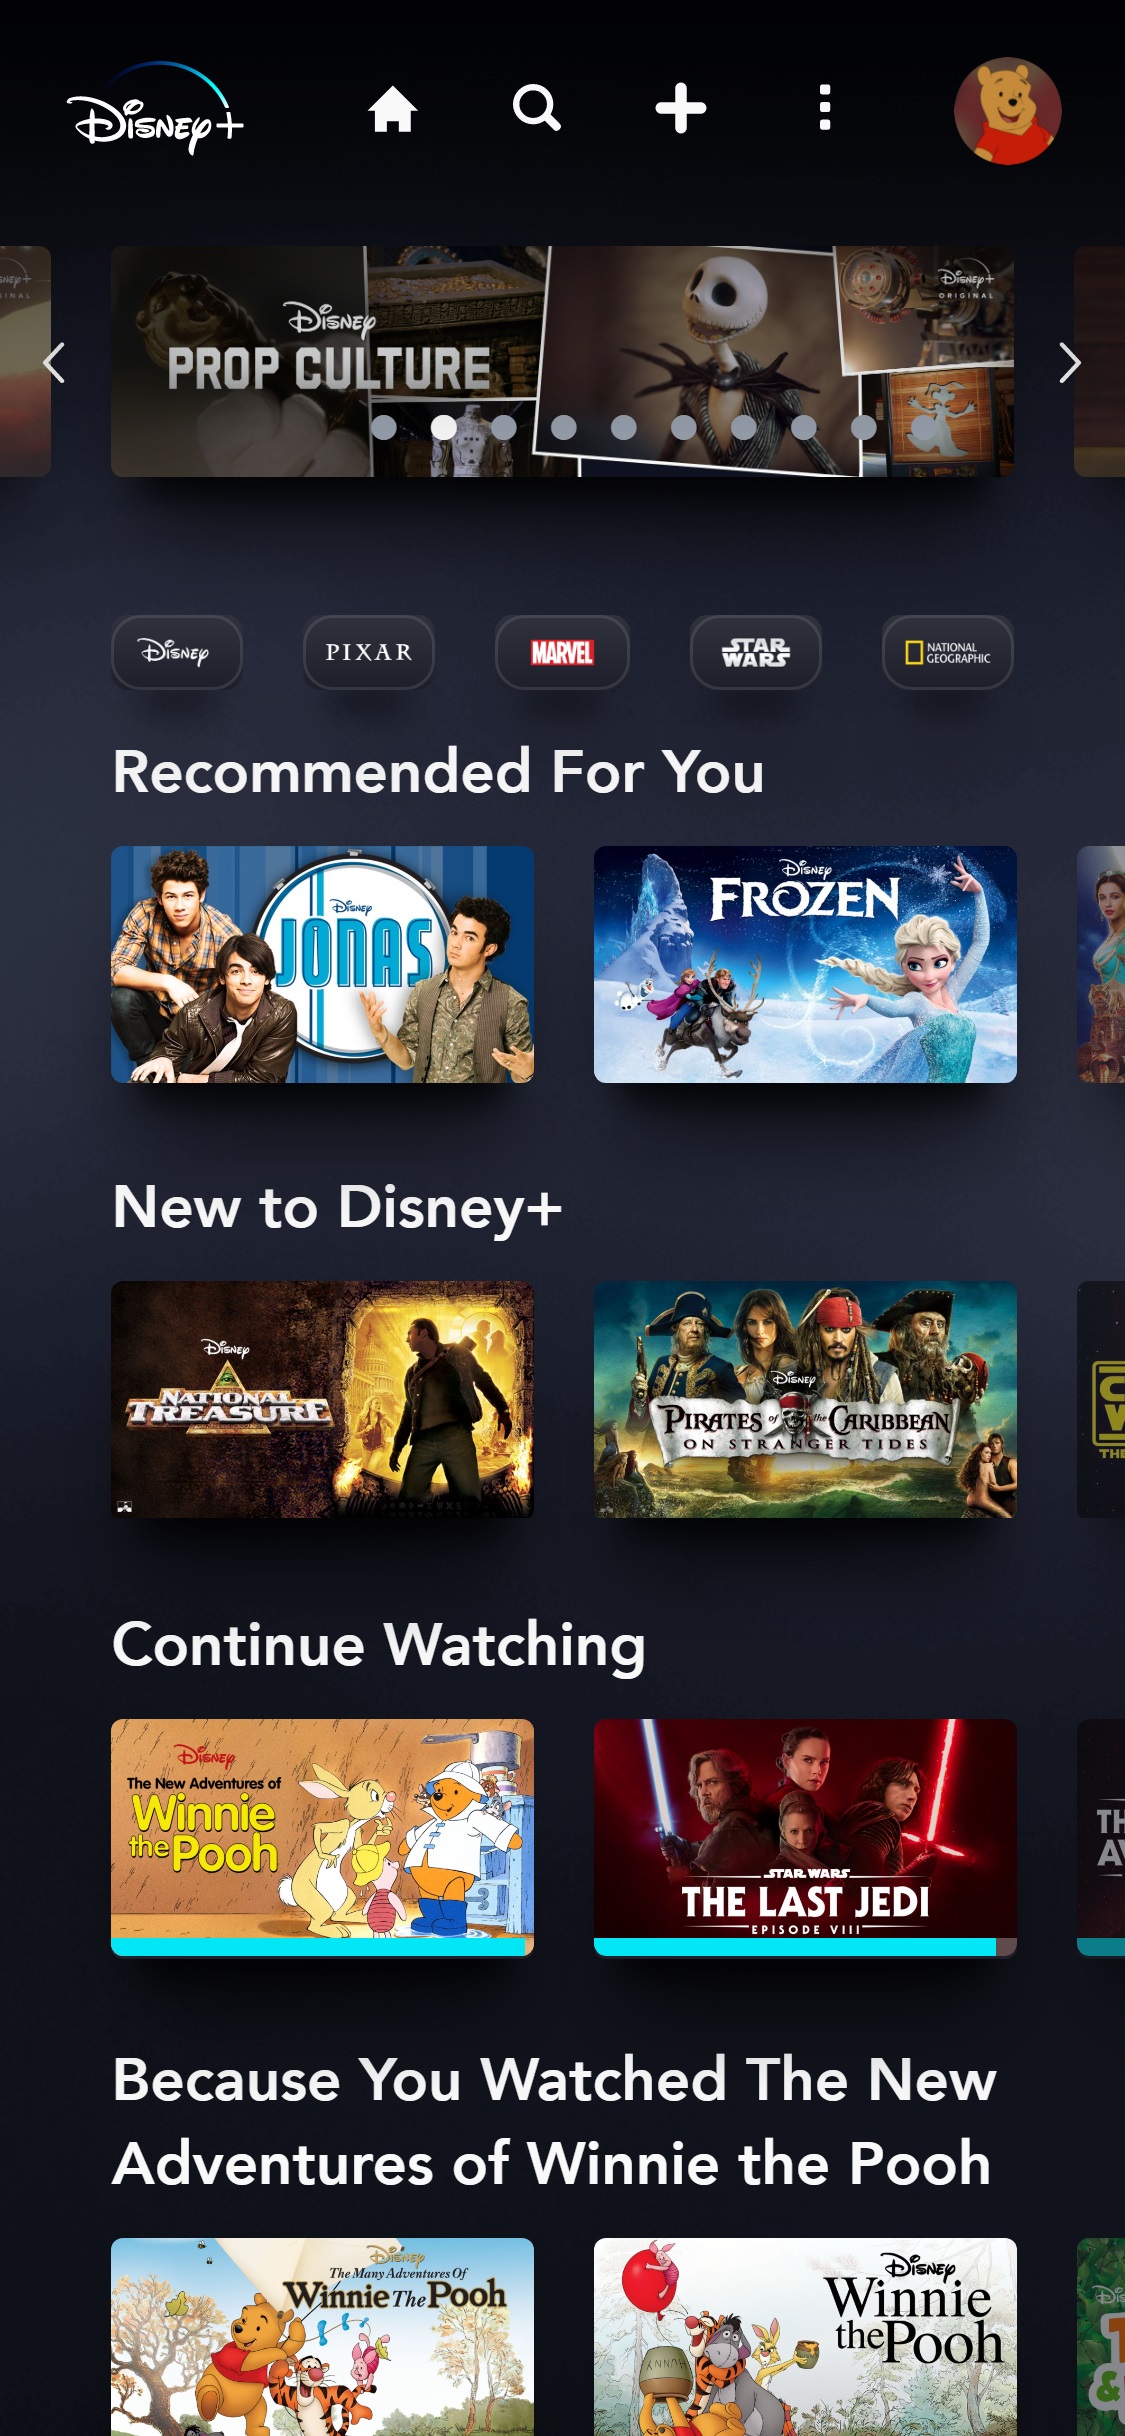 Disney+
Disney
PROP CULTURE
Disney+
ORIGINAL
Disney
PIXAR
MARVEL
STAR
WARS
NATIONAL
GEOGRAPHIC
Recommended For You
Disney
JONAS
Disney
FROZEN
New to Disney+
Disney
NATIONAL
TREASURE
Disney
PIRATES of the CARIBBEAN
ON STRANGER TIDES
Continue Watching
Disney
The New Adventures of
Winnie
the Pooh
STAR WARS
THE LAST JEDI
EPISODE VIII
Because You Watched The New
Adventures of Winnie the Pooh
Disney
The Many Adventures Of
Winnie The Pooh
Disney
Winnie
the Pooh
HUNNY